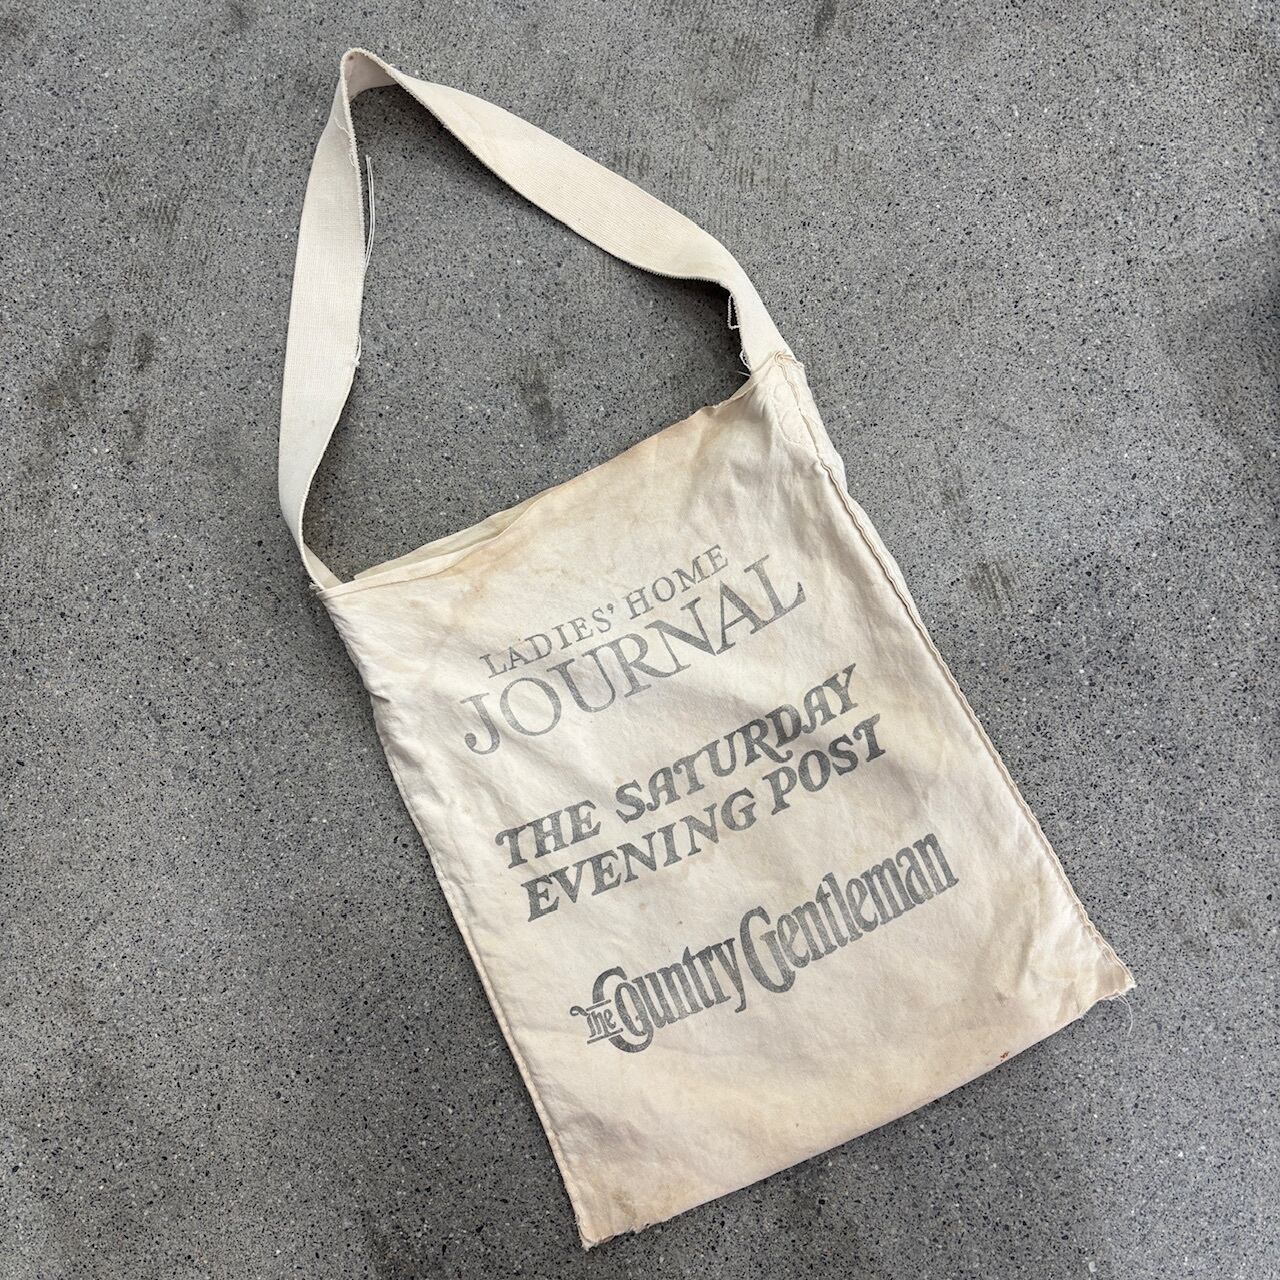 LADIES' HOME
JOURNAL
THE SATURDAY
EVENING POST
The Country Gentleman